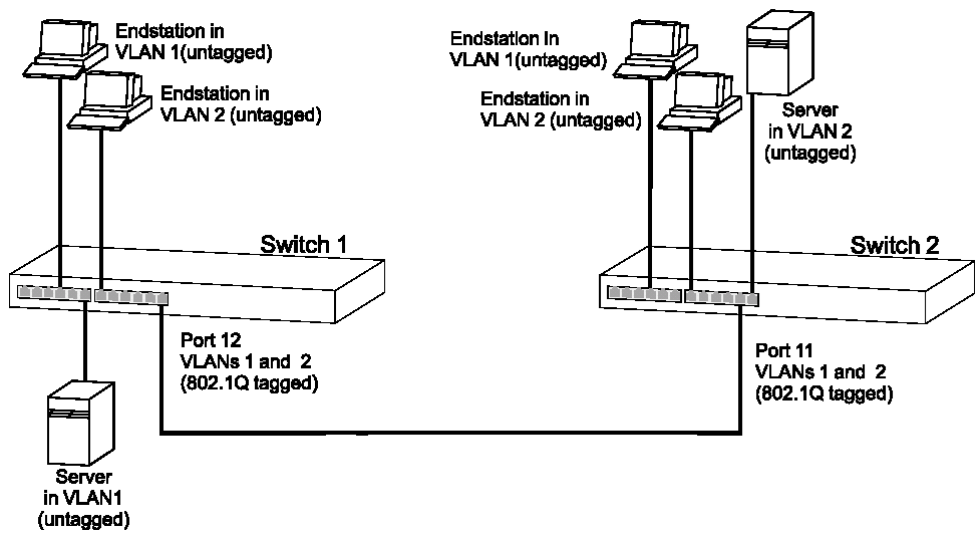 Endstation in
VLAN 1(untagged)
Endstation in
VLAN 2 (untagged)
Endstation in
VLAN 1(untagged)
Endstation in
VLAN 2 (untagged)
Server
in VLAN 2
(untagged)
Switch 1
Switch 2
Port 12
VLANs 1 and 2
(802.1Q tagged)
Port 11
VLANs 1 and 2
(802.1Q tagged)
Server
in VLAN1
(untagged)